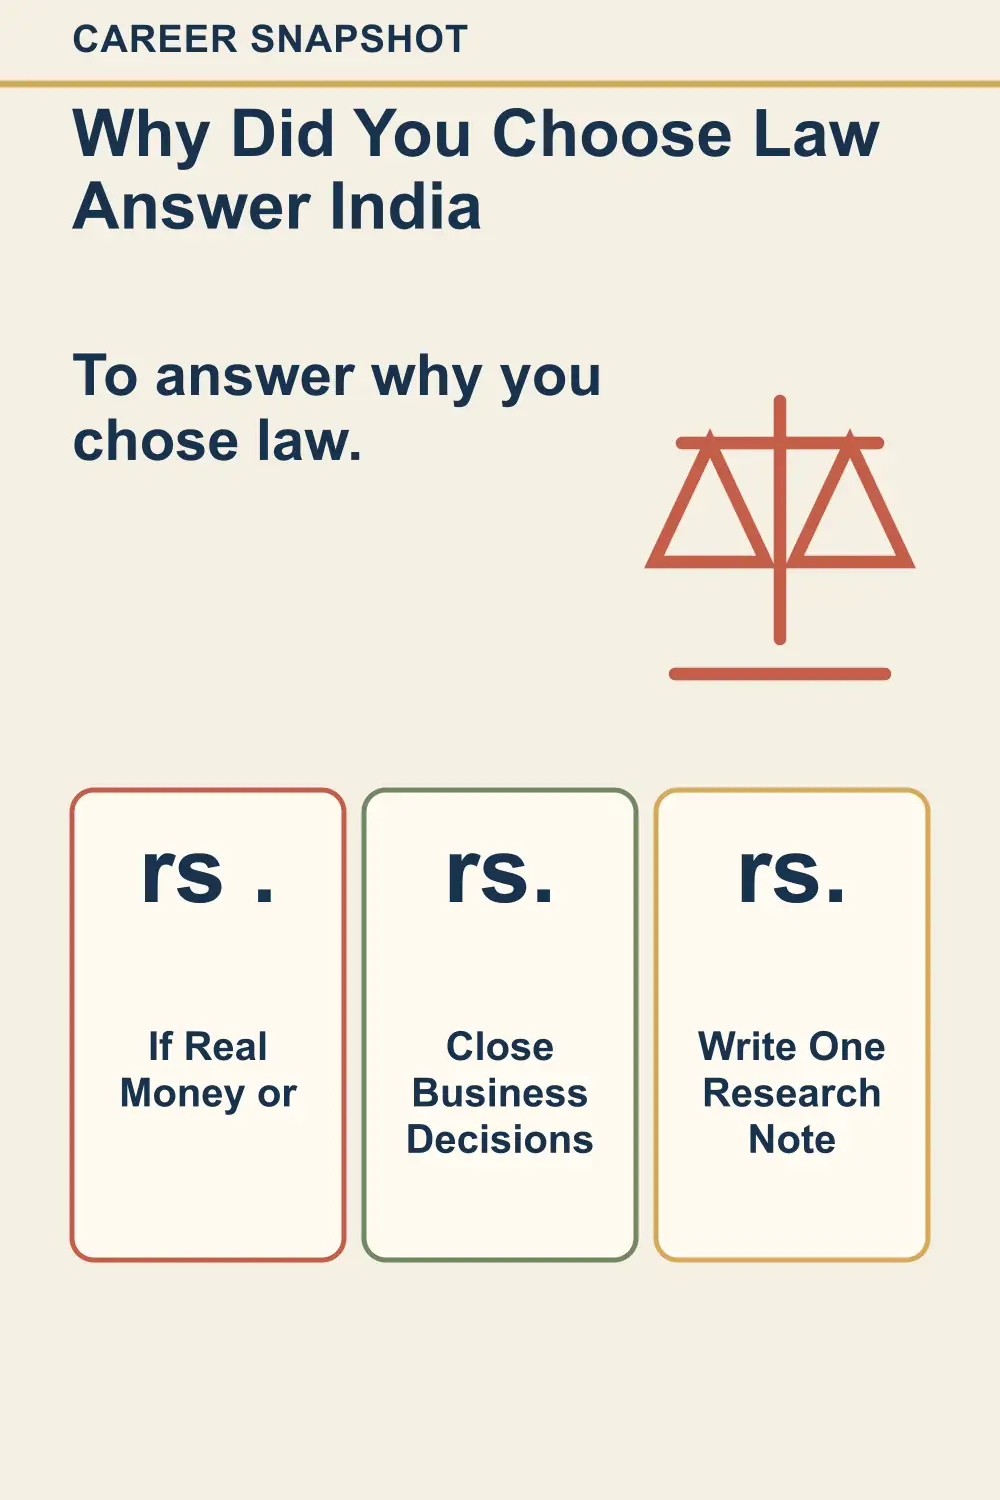 CAREER SNAPSHOT
Why Did You Choose Law
Answer India
To answer why you
chose law.
rs .
If Real
Money or
rs.
Close
Business
Decisions
rs.
Write One
Research
Note